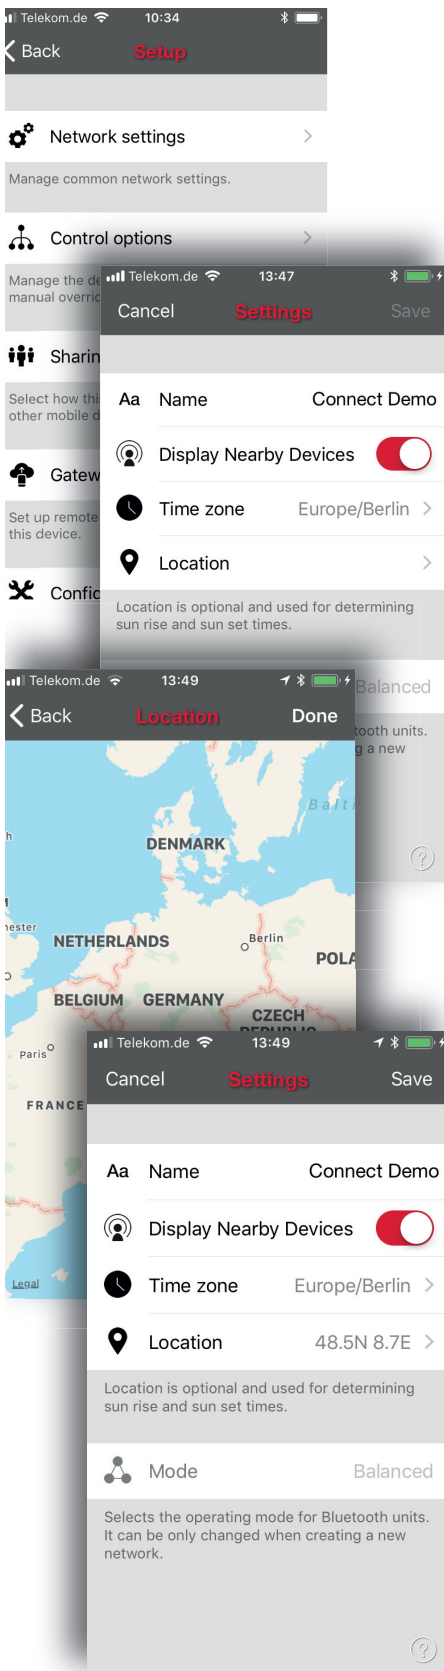 Telekom.de 10:34
Back Setup
Network settings
Manage common network settings.
Control options
Manage the de
manual overric
Sharin
Select how thi
other mobile d
Gatew
Set up remote
this device.
Confic
Telekom.de 13:47
Cancel Settings Save
Aa Name Connect Demo
Display Nearby Devices
Time zone Europe/Berlin
Location
Location is optional and used for determining
sun rise and sun set times.
Balanced
tooth units.
g a new
?
Telekom.de 13:49
Back Location Done
Balti
DENMARK
hester
NETHERLANDS
Berlin
POLA
BELGIUM GERMANY
CZECH
Paris
FRANCE
Legal
Telekom.de 13:49
Cancel Settings Save
Aa Name Connect Demo
Display Nearby Devices
Time zone Europe/Berlin
Location 48.5N 8.7E
Location is optional and used for determining
sun rise and sun set times.
Mode Balanced
Selects the operating mode for Bluetooth units.
It can be only changed when creating a new
network.
?